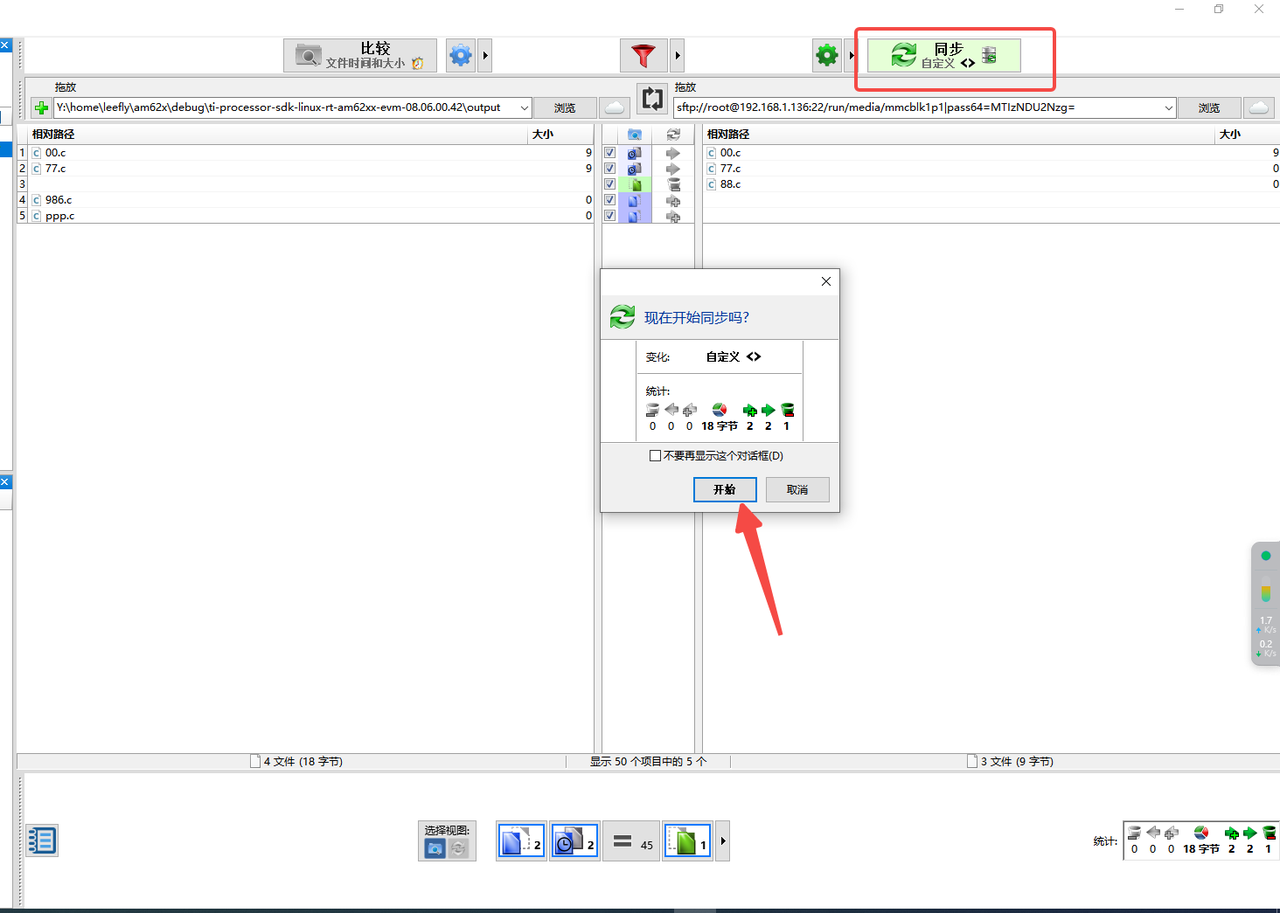 比较
文件时间和大小
同步
自定义 <>
拖放
拖放
Y:\home\leefly\am62x\debug\ti-processor-sdk-linux-rt-am62xx-evm-08.06.00.42\output
浏览
sftp://root@192.168.1.136:22/run/media/mmcblk1p1|pass64=MTIzNDU2Nzg=
浏览
相对路径 大小
相对路径 大小
1 00.c 9
00.c 9
2 77.c 9
77.c 0
3
88.c 0
4 986.c 0
5 ppp.c 0
现在开始同步吗?
变化: 自定义 <>
统计:
0 0 0 18 字节 2 2 1
不要再显示这个对话框(D)
开始 取消
1.7
K/s
0.2
K/s
4 文件 (18 字节)
显示 50 个项目中的 5 个
3 文件 (9 字节)
选择视图:
2 2 45 1
统计:
0 0 0 18 字节 2 2 1